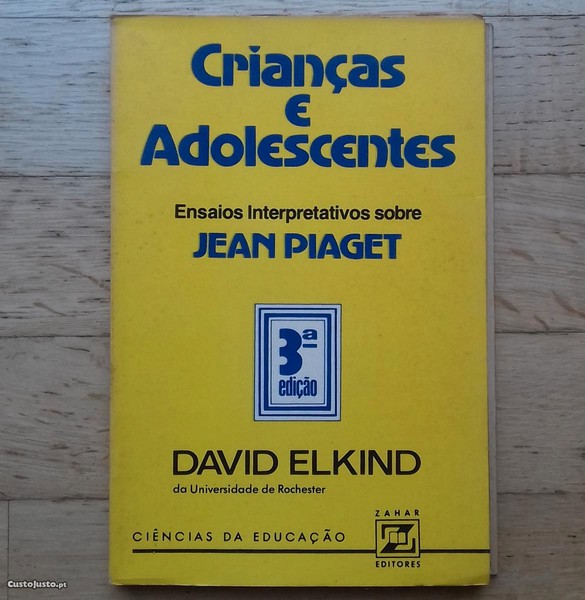 Crianças
e
Adolescentes
Ensaios Interpretativos sobre
JEAN PIAGET
3ª
edição
DAVID ELKIND
da Universidade de Rochester
CIÊNCIAS DA EDUCAÇÃO
ZAHAR
EDITORES
CustoJusto.pt